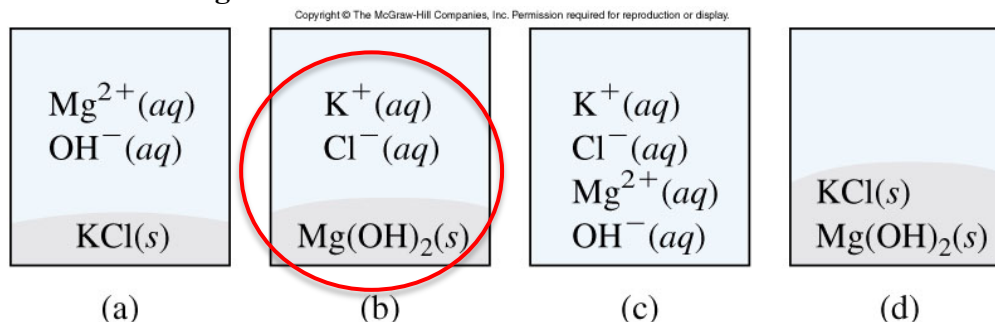 Copyright © The McGraw-Hill Companies, Inc. Permission required for reproduction or display.
Mg²⁺(aq)
OH⁻(aq)
KCl(s)
(a)
K⁺(aq)
Cl⁻(aq)
Mg(OH)₂(s)
(b)
K⁺(aq)
Cl⁻(aq)
Mg²⁺(aq)
OH⁻(aq)
(c)
KCl(s)
Mg(OH)₂(s)
(d)